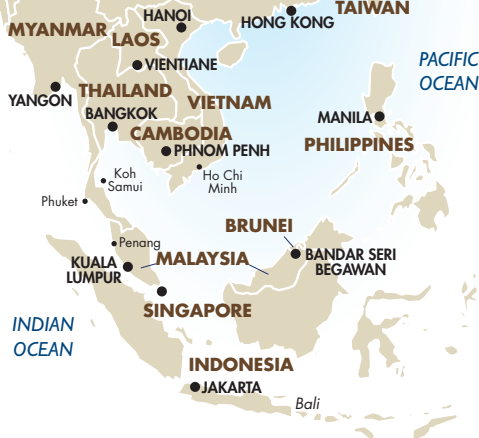 TAIWAN
HANOI
HONG KONG
MYANMAR
LAOS
PACIFIC
OCEAN
VIENTIANE
THAILAND
YANGON
VIETNAM
BANGKOK
MANILA
CAMBODIA
PHILIPPINES
PHNOM PENH
Koh
Samui
Ho Chi
Minh
Phuket
BRUNEI
Penang
MALAYSIA
BANDAR SERI
BEGAWAN
KUALA
LUMPUR
SINGAPORE
INDIAN
OCEAN
INDONESIA
JAKARTA
Bali